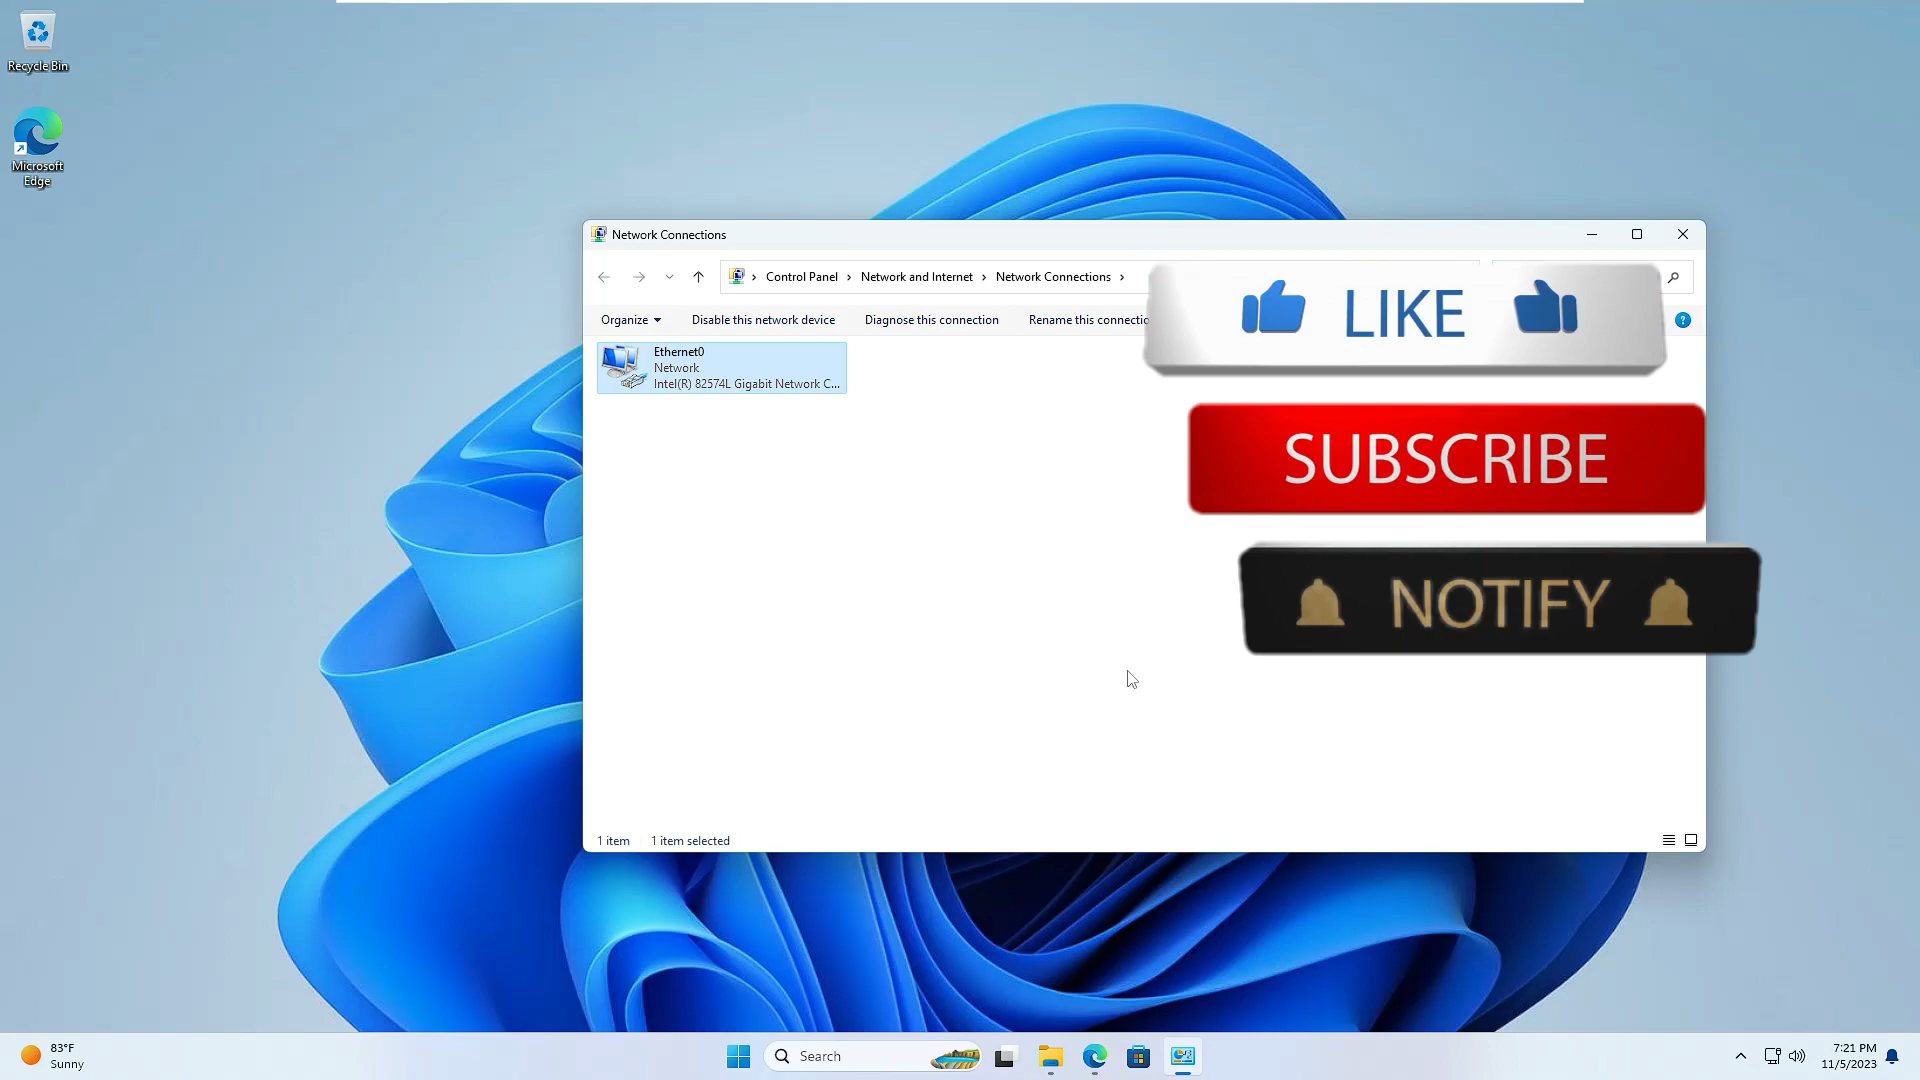 Recycle Bin
Microsoft
Edge
Network Connections
Control Panel
Network and Internet
Network Connections
Organize
Disable this network device
Diagnose this connection
Rename this connectio
Ethernet0
Network
Intel(R) 82574L Gigabit Network C...
LIKE
SUBSCRIBE
NOTIFY
1 item
1 item selected
83°F
Sunny
Search
7:21 PM
11/5/2023